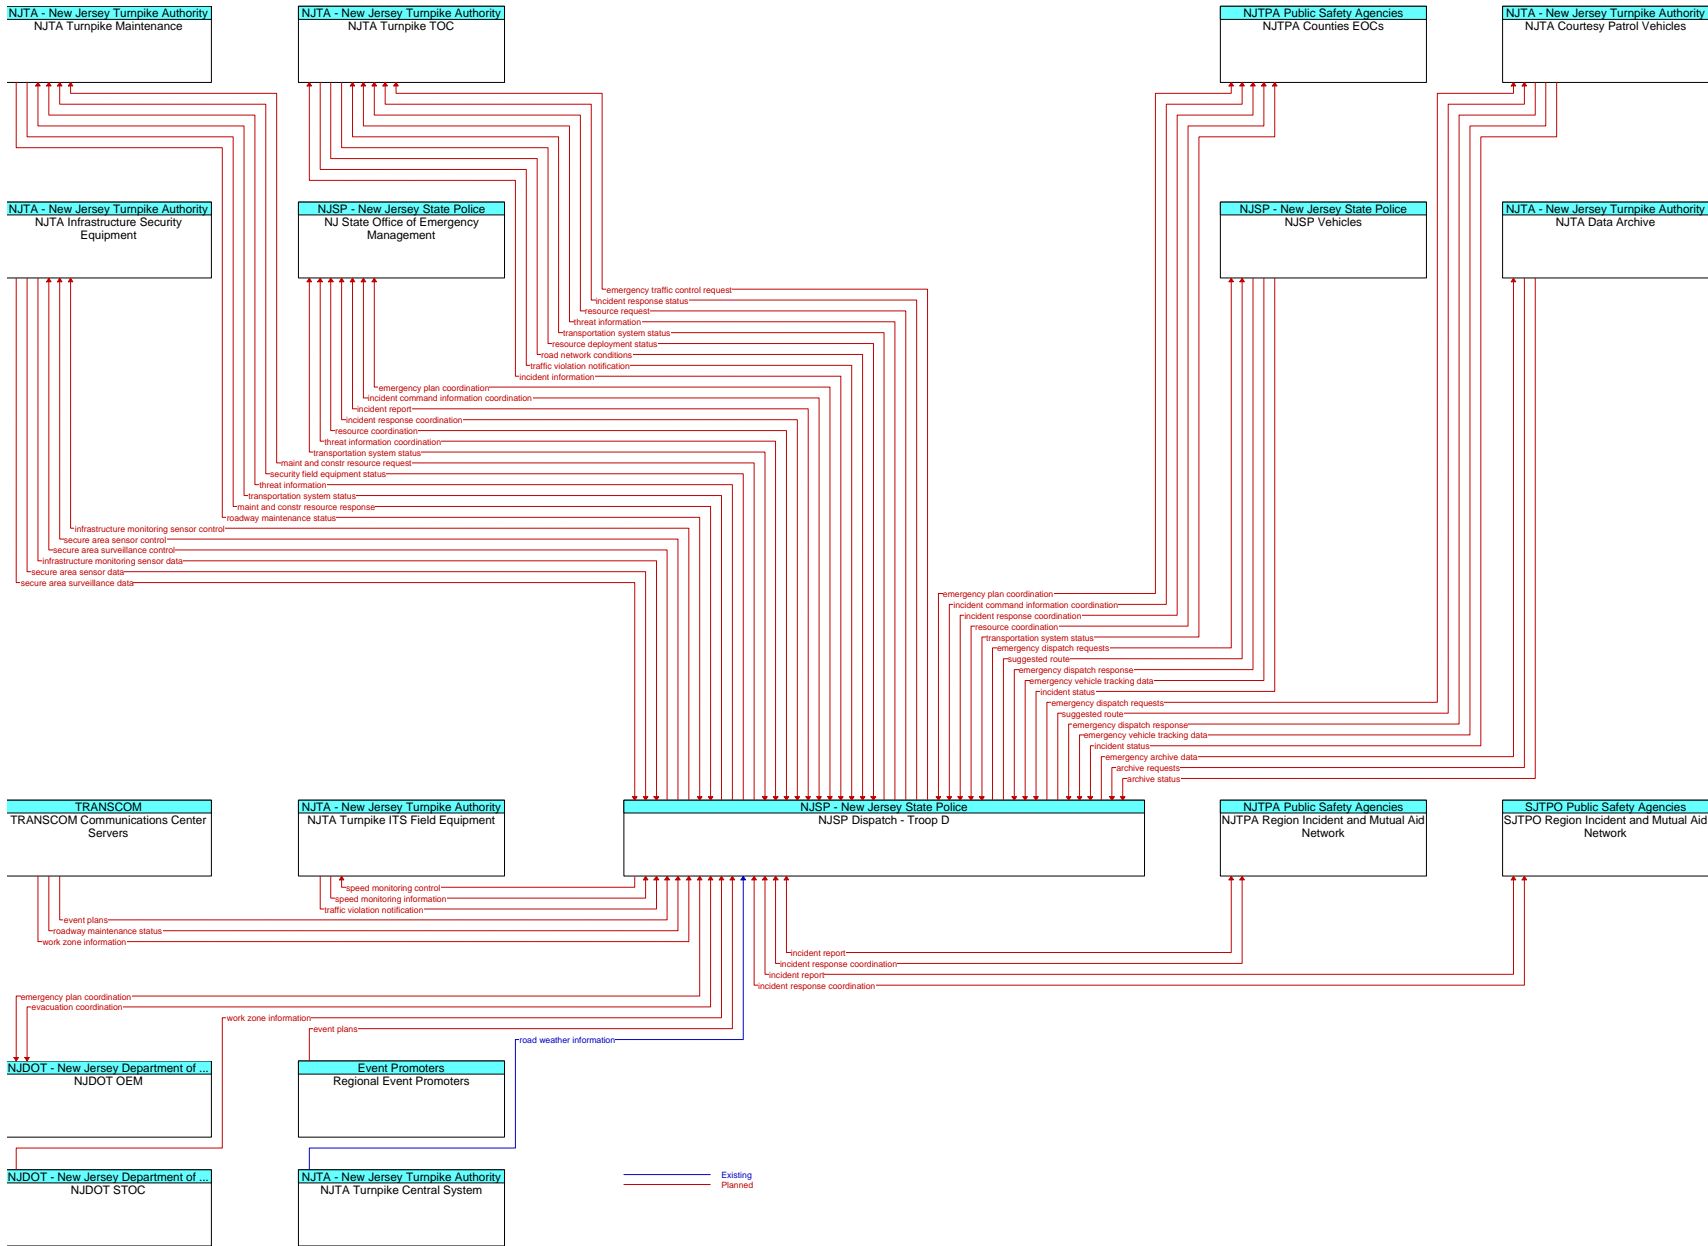 NJTA - New Jersey Turnpike Authority
NJTA Turnpike Maintenance
NJTA - New Jersey Turnpike Authority
NJTA Turnpike TOC
NJTPA Public Safety Agencies
NJTPA Counties EOCs
NJTA - New Jersey Turnpike Authority
NJTA Courtesy Patrol Vehicles
NJTA - New Jersey Turnpike Authority
NJTA Infrastructure Security
Equipment
NJSP - New Jersey State Police
NJ State Office of Emergency
Management
NJSP - New Jersey State Police
NJSP Vehicles
NJTA - New Jersey Turnpike Authority
NJTA Data Archive
emergency traffic control request
incident response status
resource request
threat information
transportation system status
resource deployment status
road network conditions
traffic violation notification
incident information
emergency plan coordination
incident command information coordination
incident report
incident response coordination
resource coordination
threat information coordination
transportation system status
maint and constr resource request
security field equipment status
threat information
transportation system status
maint and constr resource response
roadway maintenance status
infrastructure monitoring sensor control
secure area sensor control
secure area surveillance control
infrastructure monitoring sensor data
secure area sensor data
secure area surveillance data
emergency plan coordination
incident command information coordination
incident response coordination
resource coordination
transportation system status
emergency dispatch requests
suggested route
emergency dispatch response
emergency vehicle tracking data
incident status
emergency dispatch requests
suggested route
emergency dispatch response
emergency vehicle tracking data
incident status
emergency archive data
archive requests
archive status
TRANSCOM
TRANSCOM Communications Center
Servers
NJTA - New Jersey Turnpike Authority
NJTA Turnpike ITS Field Equipment
NJSP - New Jersey State Police
NJSP Dispatch - Troop D
NJTPA Public Safety Agencies
NJTPA Region Incident and Mutual Aid
Network
SJTPO Public Safety Agencies
SJTPO Region Incident and Mutual Aid
Network
speed monitoring control
speed monitoring information
traffic violation notification
event plans
roadway maintenance status
work zone information
incident report
incident response coordination
incident report
incident response coordination
emergency plan coordination
evacuation coordination
work zone information
event plans
road weather information
NJDOT - New Jersey Department of ...
NJDOT OEM
Event Promoters
Regional Event Promoters
NJDOT - New Jersey Department of ...
NJDOT STOC
NJTA - New Jersey Turnpike Authority
NJTA Turnpike Central System
Existing
Planned